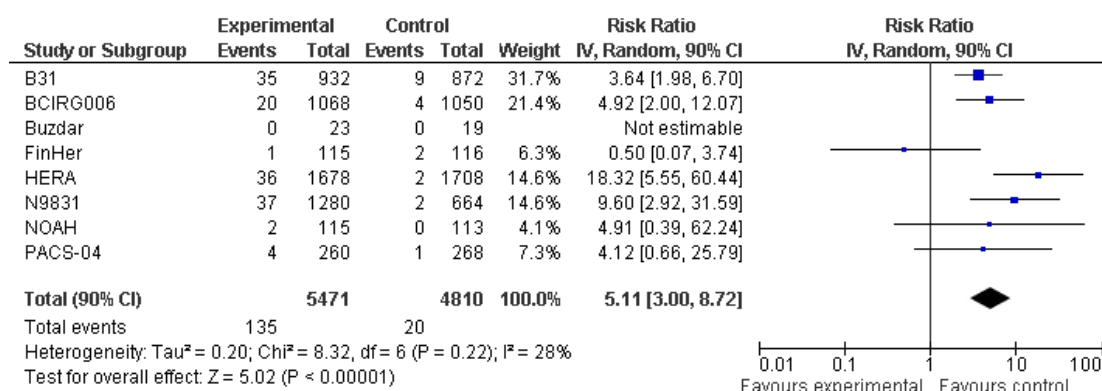 Experimental Control Risk Ratio Risk Ratio
Study or Subgroup Events Total Events Total Weight IV, Random, 90% CI IV, Random, 90% CI
B31 35 932 9 872 31.7% 3.64 [1.98, 6.70]
BCIRG006 20 1068 4 1050 21.4% 4.92 [2.00, 12.07]
Buzdar 0 23 0 19 Not estimable
FinHer 1 115 2 116 6.3% 0.50 [0.07, 3.74]
HERA 36 1678 2 1708 14.6% 18.32 [5.55, 60.44]
N9831 37 1280 2 664 14.6% 9.60 [2.92, 31.59]
NOAH 2 115 0 113 4.1% 4.91 [0.39, 62.24]
PACS-04 4 260 1 268 7.3% 4.12 [0.66, 25.79]
Total (90% CI) 5471 4810 100.0% 5.11 [3.00, 8.72]
Total events 135 20
Heterogeneity: Tau² = 0.20; Chi² = 8.32, df = 6 (P = 0.22); I² = 28%
Test for overall effect: Z = 5.02 (P < 0.00001)
0.01 0.1 1 10 100
Favours experimental Favours control